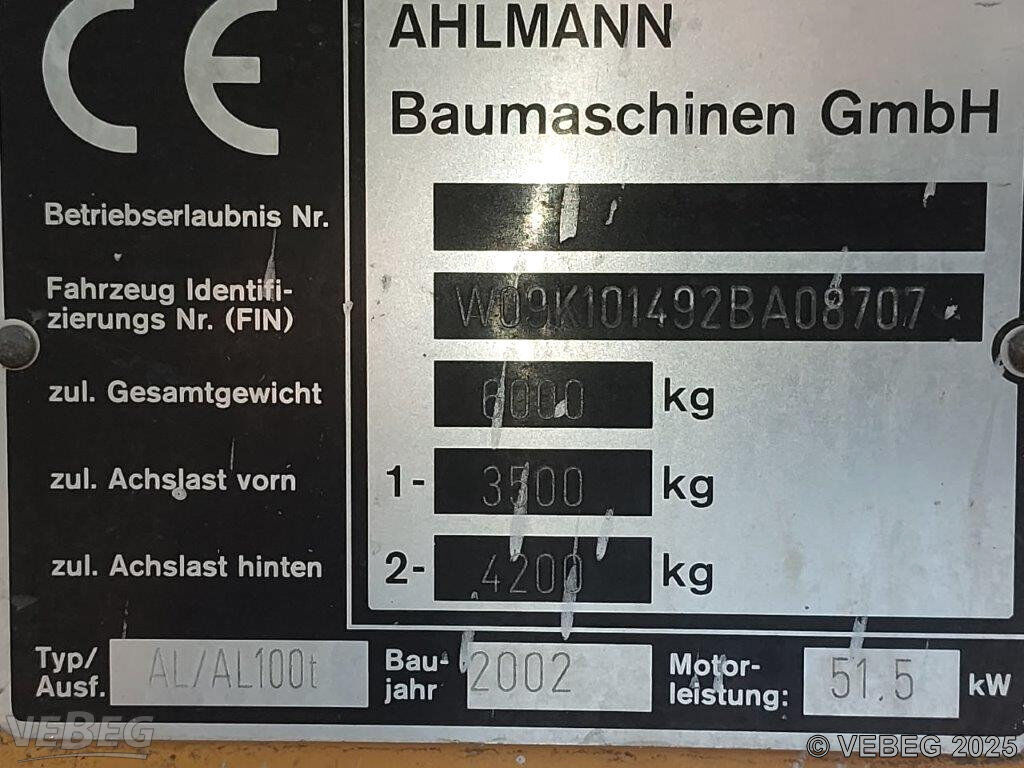 CE
AHLMANN
Baumaschinen GmbH
Betriebserlaubnis Nr.
Fahrzeug Identifi-
zierungs Nr. (FIN) W09K101492BA08707
zul. Gesamtgewicht 6000 kg
zul. Achslast vorn 1- 3500 kg
zul. Achslast hinten 2- 4200 kg
Typ/
Ausf. AL/AL100t
Bau-
jahr 2002
Motor-
leistung: 51.5 kW
VEBEG
© VEBEG 2025